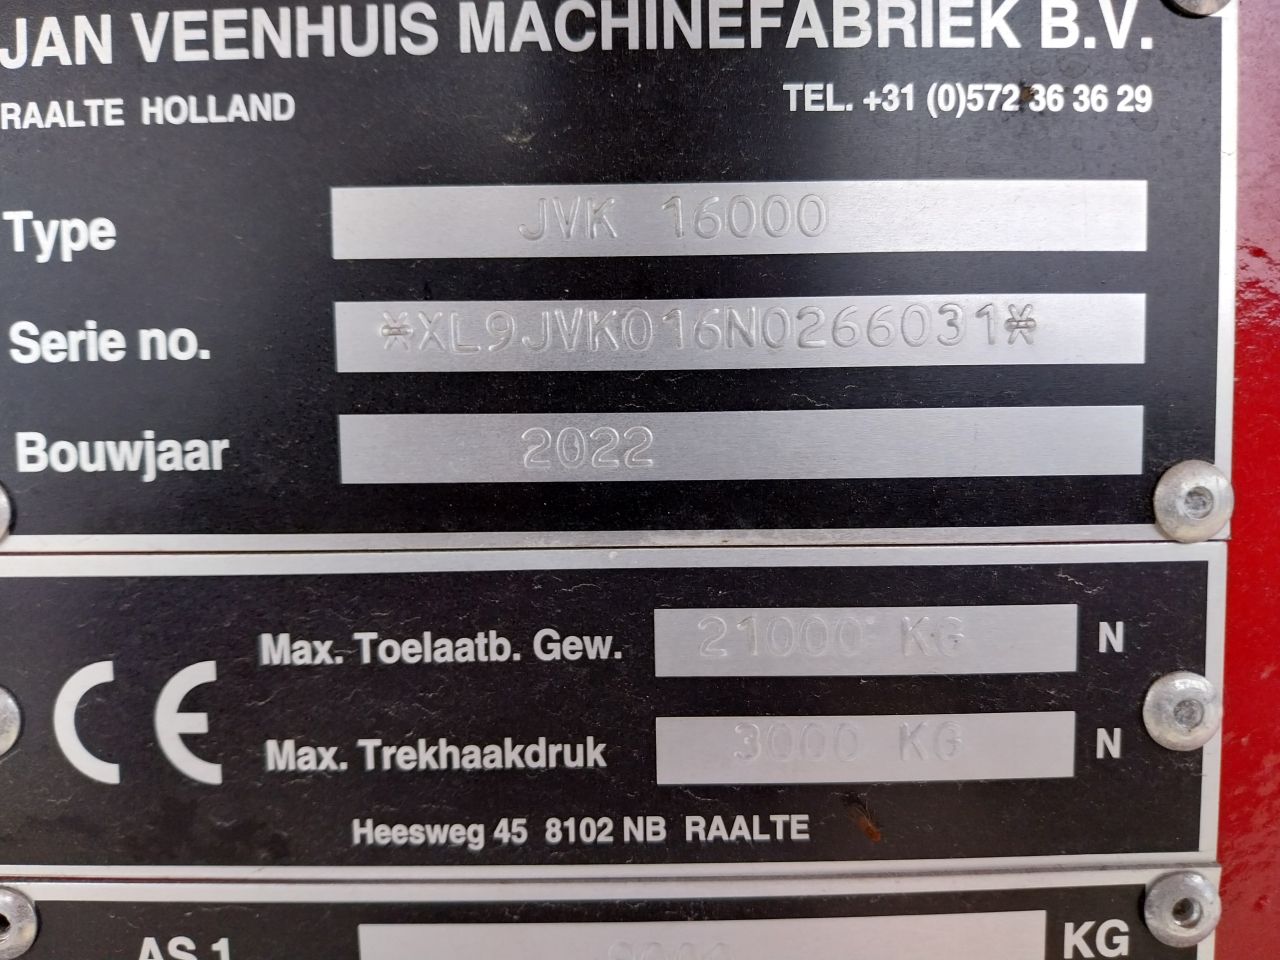 JAN VEENHUIS MACHINEFABRIEK B.V.
RAALTE HOLLAND
TEL. +31 (0)572 36 36 29
Type JVK 16000
Serie no. *XL9JVK016N0266031*
Bouwjaar 2022
CE
Max. Toelaatb. Gew. 21000 KG N
Max. Trekhaakdruk 3000 KG N
Heesweg 45 8102 NB RAALTE
AS 1 KG